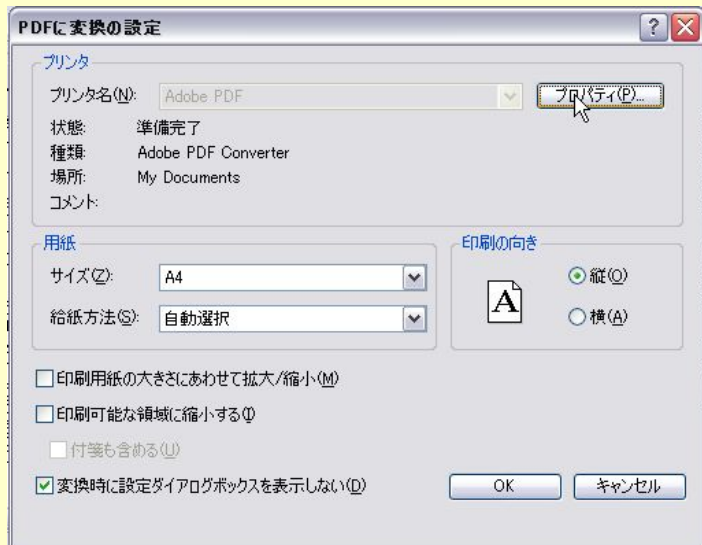 PDFに変換の設定
プリンタ
プリンタ名(N): Adobe PDF プロパティ(P)...
状態: 準備完了
種類: Adobe PDF Converter
場所: My Documents
コメント:
用紙
サイズ(Z): A4
給紙方法(S): 自動選択
印刷の向き
A
縦(O)
横(A)
印刷用紙の大きさにあわせて拡大/縮小(M)
印刷可能な領域に縮小する(I)
付箋も含める(U)
変換時に設定ダイアログボックスを表示しない(D)
OK キャンセル